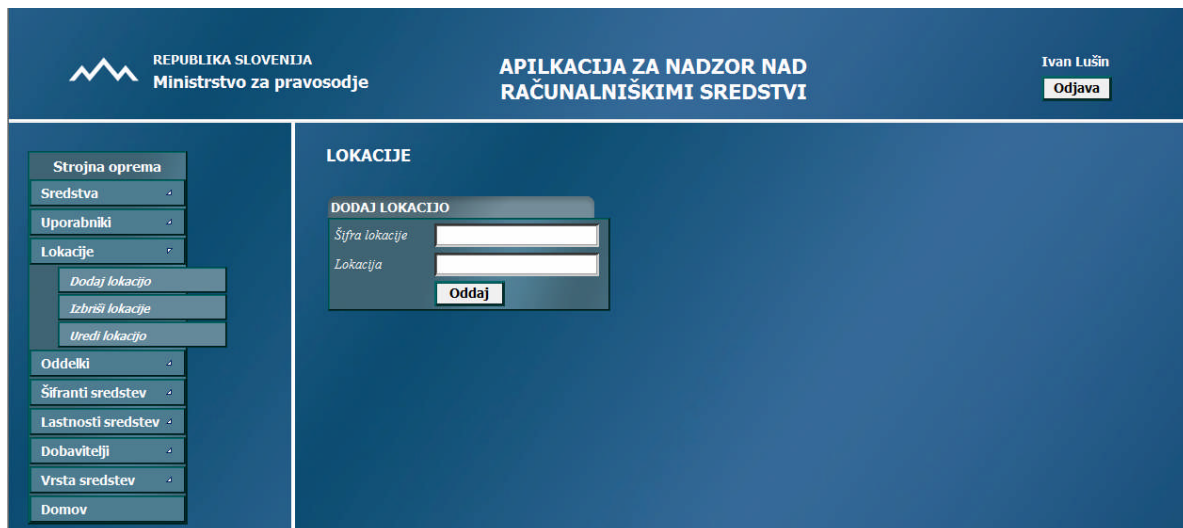 REPUBLIKA SLOVENIJA
Ministrstvo za pravosodje
APILKACIJA ZA NADZOR NAD
RAČUNALNIŠKIMI SREDSTVI
Ivan Lušin
Odjava
Strojna oprema
Sredstva
Uporabniki
Lokacije
Dodaj lokacijo
Izbriši lokacije
Uredi lokacijo
Oddelki
Šifranti sredstev
Lastnosti sredstev
Dobavitelji
Vrsta sredstev
Domov
LOKACIJE
DODAJ LOKACIJO
Šifra lokacije
Lokacija
Oddaj